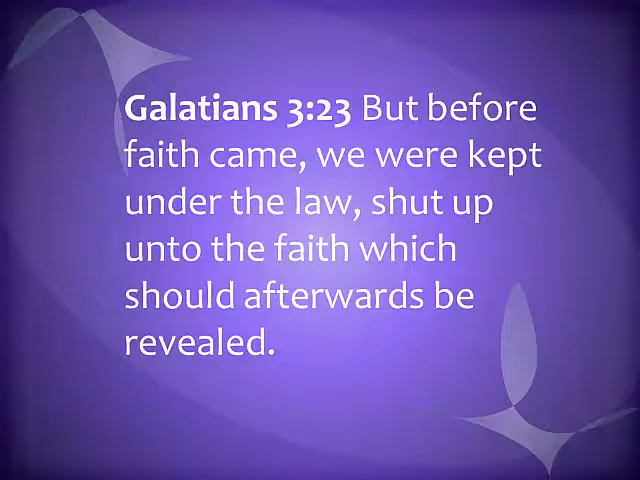 Galatians 3:23 But before
faith came, we were kept
under the law, shut up
unto the faith which
should afterwards be
revealed.